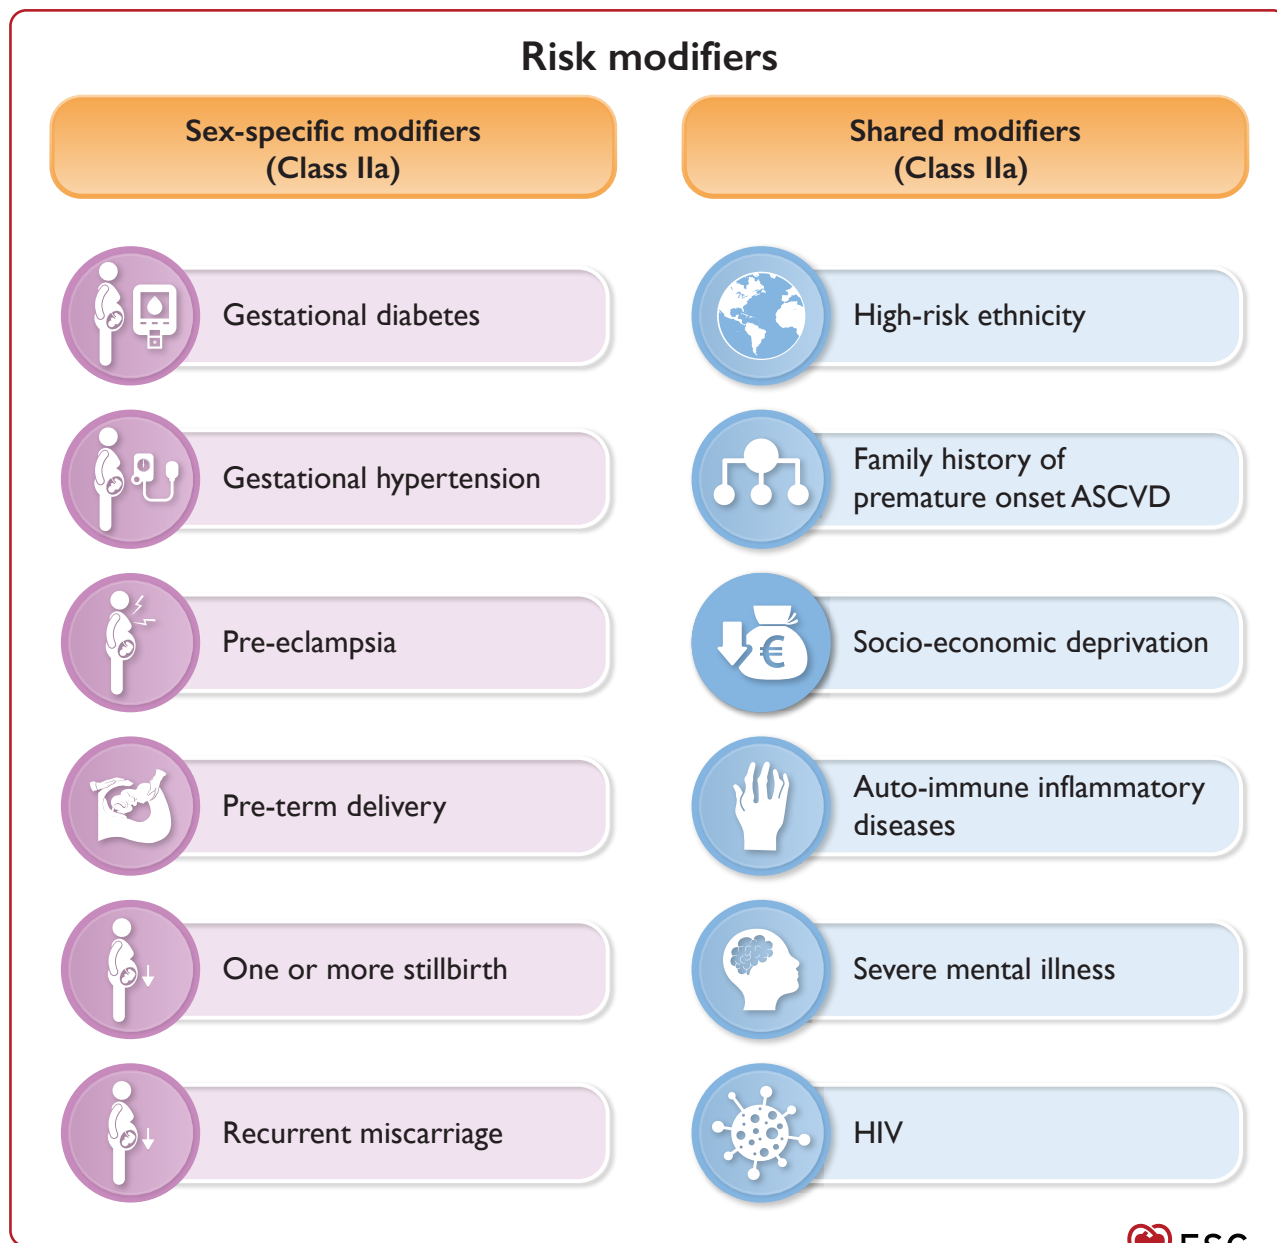 Risk modifiers
Sex-specific modifiers
(Class IIa)
Gestational diabetes
Gestational hypertension
Pre-eclampsia
Pre-term delivery
One or more stillbirth
Recurrent miscarriage
Shared modifiers
(Class IIa)
High-risk ethnicity
Family history of
premature onset ASCVD
€
Socio-economic deprivation
Auto-immune inflammatory
diseases
Severe mental illness
HIV
ESC